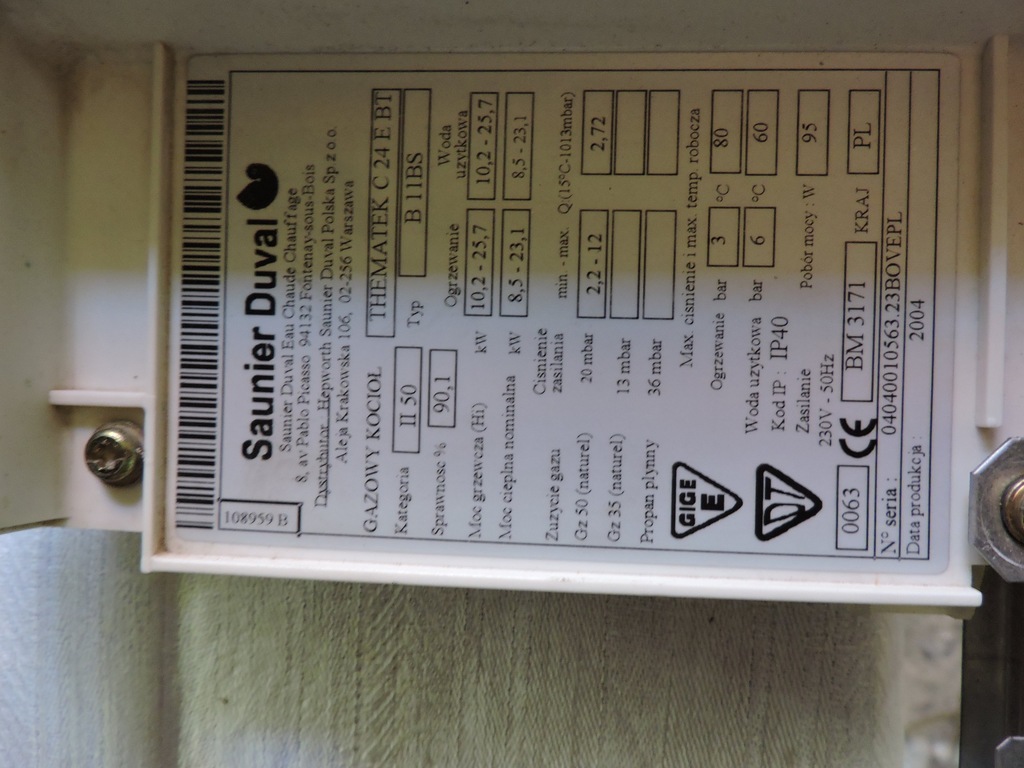 108959 B
Saunier Duval
Saunier Duval Eau Chaude Chauffage
8, av Pablo Picasso 94132 Fontenay-sous-Bois
Dystrybutor Hepworth Saunier Duval Polska Sp z o o.
Aleja Krakowska 106, 02-256 Warszawa
GAZOWY KOCIOL THEMATEK C 24 E BT
Kategoria II 50 Typ B 11BS
Sprawnosc % 90,1
Ogrzewanie Woda uzytkowa
Moc grzewcza (Hi) kW 10,2 - 25,7 10,2 - 25,7
Moc cieplna nominalna kW 8,5 - 23,1 8,5 - 23,1
Zuzycie gazu Cisnienie zasilania min - max. Q.(15°C-1013mbar)
Gz 50 (naturel) 20 mbar 2,2 - 12 2,72
Gz 35 (naturel) 13 mbar
Propan plynny 36 mbar
Max cisnienie i max. temp. robocza
GIGE E Ogrzewanie bar 3 °C 80
Woda uzytkowa bar 6 °C 60
Kod IP : IP40
Zasilanie Pobór mocy : W 95
230V - 50Hz
0063 CE BM 3171 KRAJ PL
N° seria : 040400010563.23BOVEPL
Data produkcja : 2004